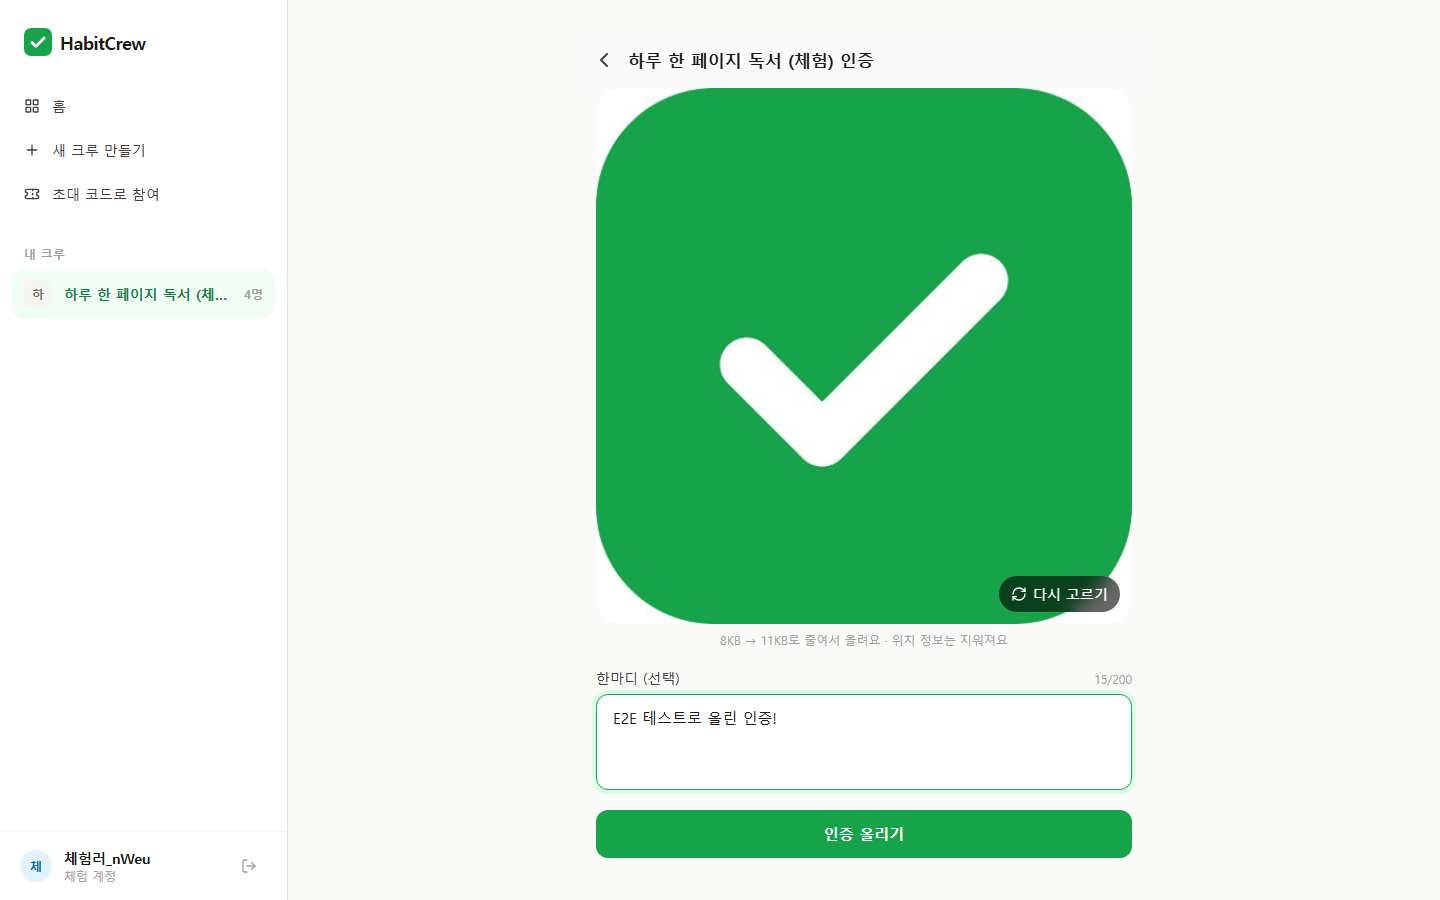 HabitCrew
홈
새 크루 만들기
초대 코드로 참여
내 크루
하 하루 한 페이지 독서 (체... 4명
체 체험러_nWeu
체험 계정
하루 한 페이지 독서 (체험) 인증
다시 고르기
8KB → 11KB로 줄여서 올려요 · 위치 정보는 지워져요
한마디 (선택) 15/200
E2E 테스트로 올린 인증!
인증 올리기